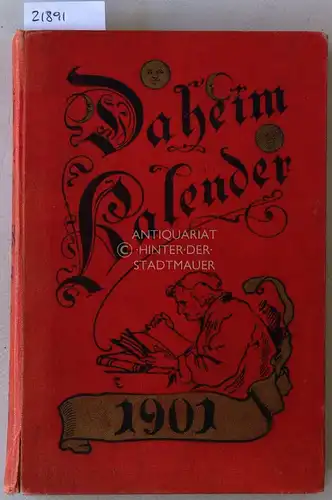 21891
Daheim
Kalender
ANTIQUARIAT
©·HINTER·DER·
STADTMAUER
1901